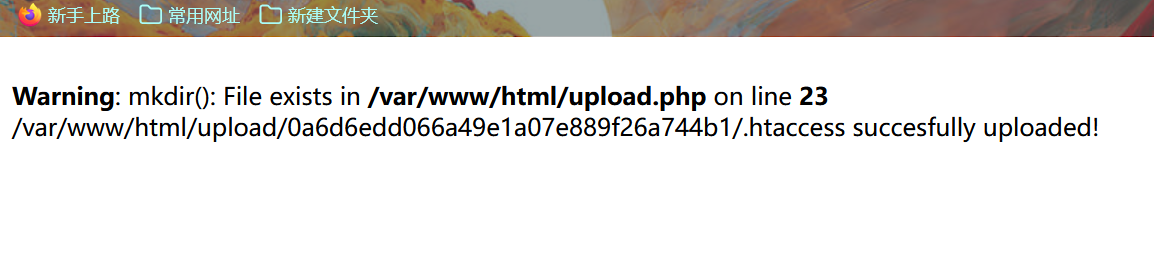 新手上路 常用网址 新建文件夹
Warning: mkdir(): File exists in /var/www/html/upload.php on line 23
/var/www/html/upload/0a6d6edd066a49e1a07e889f26a744b1/.htaccess succesfully uploaded!